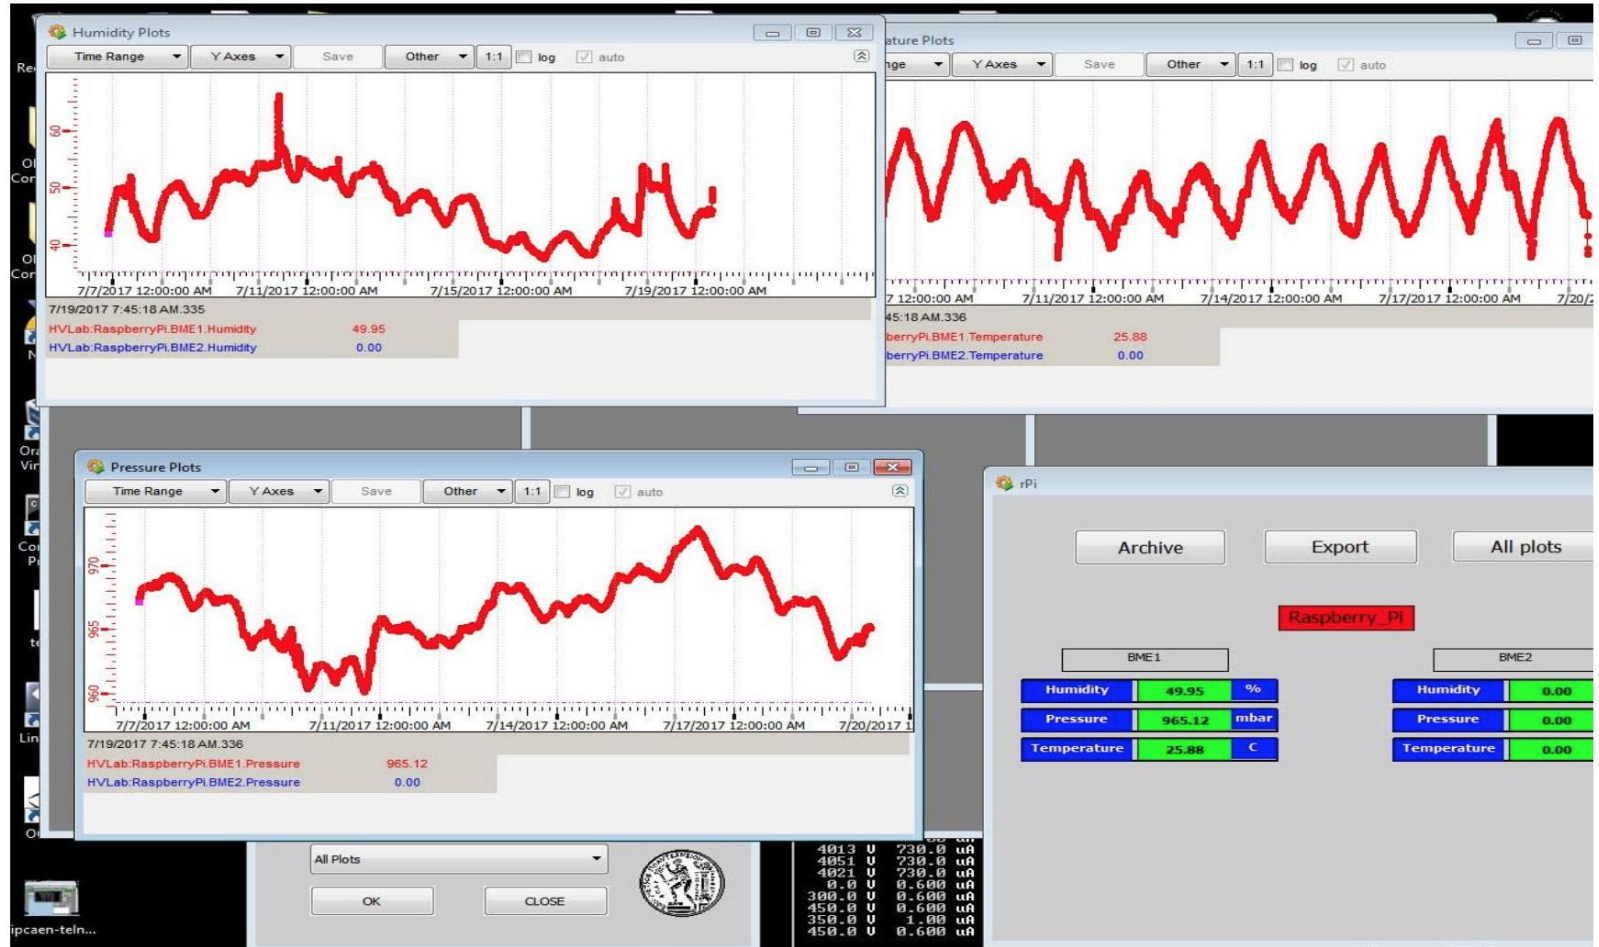 Humidity Plots
Time Range Y Axes Save Other 1:1 log auto
60
50
40
7/7/2017 12:00:00 AM 7/11/2017 12:00:00 AM 7/15/2017 12:00:00 AM 7/19/2017 12:00:00 AM
7/19/2017 7:45:18 AM.335
HVLab:RaspberryPi.BME1.Humidity 49.95
HVLab:RaspberryPi.BME2.Humidity 0.00
ature Plots
nge Y Axes Save Other 1:1 log auto
7 12:00:00 AM 7/11/2017 12:00:00 AM 7/14/2017 12:00:00 AM 7/17/2017 12:00:00 AM 7/20/2
45:18 AM.336
berryPi.BME1.Temperature 25.88
berryPi.BME2.Temperature 0.00
Pressure Plots
Time Range Y Axes Save Other 1:1 log auto
970
965
960
7/7/2017 12:00:00 AM 7/11/2017 12:00:00 AM 7/14/2017 12:00:00 AM 7/17/2017 12:00:00 AM 7/20/2017 1
7/19/2017 7:45:18 AM.336
HVLab:RaspberryPi.BME1.Pressure 965.12
HVLab:RaspberryPi.BME2.Pressure 0.00
rPi
Archive Export All plots
Raspberry_Pi
BME1 BME2
Humidity 49.95 % Humidity 0.00
Pressure 965.12 mbar Pressure 0.00
Temperature 25.88 C Temperature 0.00
All Plots
OK CLOSE
4013 V 730.0 uA
4051 V 730.0 uA
4021 V 730.0 uA
0.0 V 0.600 uA
300.0 V 0.600 uA
450.0 V 0.600 uA
350.0 V 1.00 uA
450.0 V 0.600 uA
ipcaen-teln...